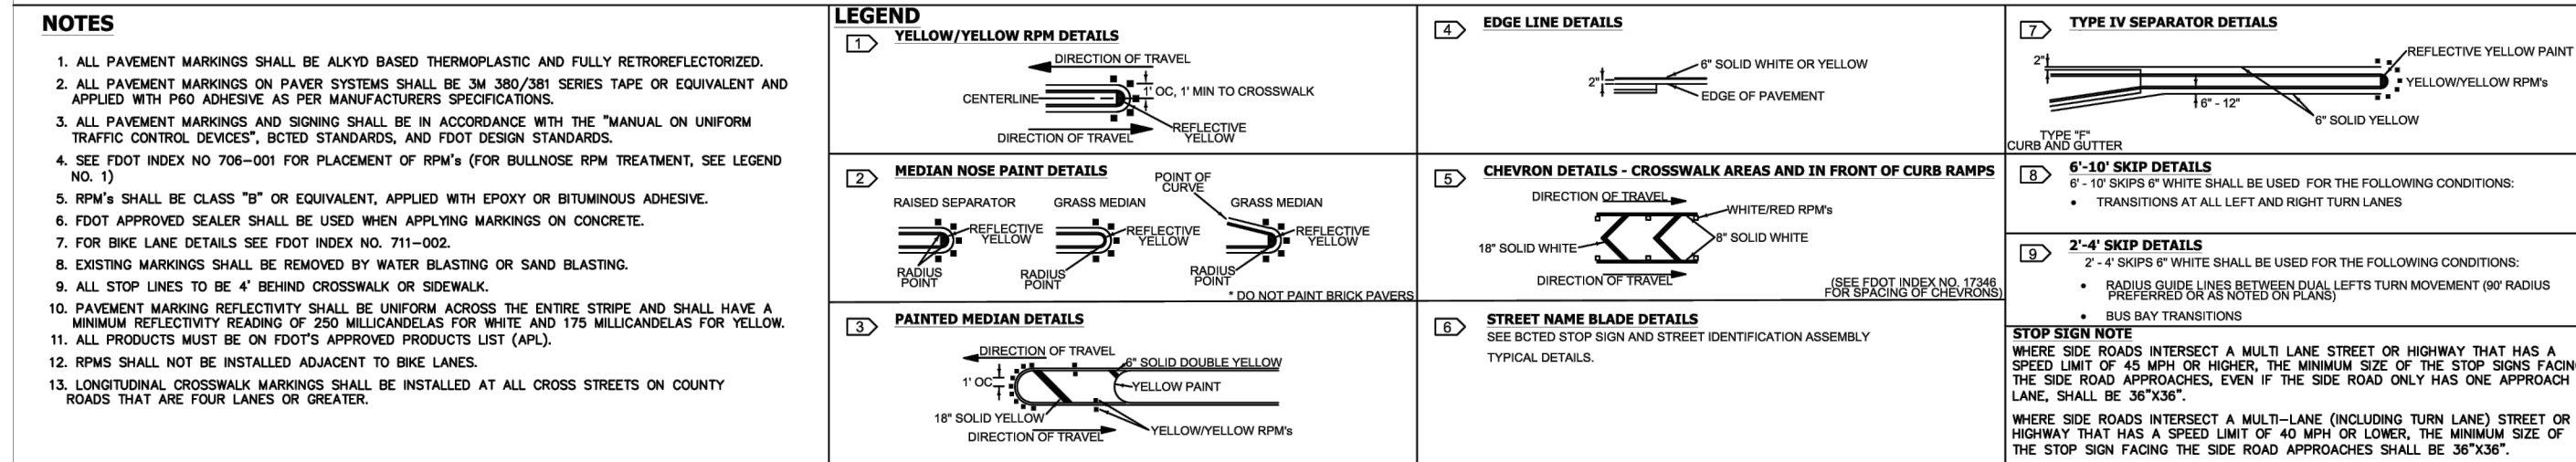 NOTES
1. ALL PAVEMENT MARKINGS SHALL BE ALKYD BASED THERMOPLASTIC AND FULLY RETROREFLECTORIZED.
2. ALL PAVEMENT MARKINGS ON PAVER SYSTEMS SHALL BE 3M 380/381 SERIES TAPE OR EQUIVALENT AND
APPLIED WITH P60 ADHESIVE AS PER MANUFACTURERS SPECIFICATIONS.
3. ALL PAVEMENT MARKINGS AND SIGNING SHALL BE IN ACCORDANCE WITH THE "MANUAL ON UNIFORM
TRAFFIC CONTROL DEVICES", BCTED STANDARDS, AND FDOT DESIGN STANDARDS.
4. SEE FDOT INDEX NO 706-001 FOR PLACEMENT OF RPM's (FOR BULLNOSE RPM TREATMENT, SEE LEGEND
NO. 1)
5. RPM's SHALL BE CLASS "B" OR EQUIVALENT, APPLIED WITH EPOXY OR BITUMINOUS ADHESIVE.
6. FDOT APPROVED SEALER SHALL BE USED WHEN APPLYING MARKINGS ON CONCRETE.
7. FOR BIKE LANE DETAILS SEE FDOT INDEX NO. 711-002.
8. EXISTING MARKINGS SHALL BE REMOVED BY WATER BLASTING OR SAND BLASTING.
9. ALL STOP LINES TO BE 4' BEHIND CROSSWALK OR SIDEWALK.
10. PAVEMENT MARKING REFLECTIVITY SHALL BE UNIFORM ACROSS THE ENTIRE STRIPE AND SHALL HAVE A
MINIMUM REFLECTIVITY READING OF 250 MILLICANDELAS FOR WHITE AND 175 MILLICANDELAS FOR YELLOW.
11. ALL PRODUCTS MUST BE ON FDOT'S APPROVED PRODUCTS LIST (APL).
12. RPMS SHALL NOT BE INSTALLED ADJACENT TO BIKE LANES.
13. LONGITUDINAL CROSSWALK MARKINGS SHALL BE INSTALLED AT ALL CROSS STREETS ON COUNTY
ROADS THAT ARE FOUR LANES OR GREATER.
LEGEND
1 YELLOW/YELLOW RPM DETAILS
DIRECTION OF TRAVEL
CENTERLINE
1' OC, 1' MIN TO CROSSWALK
REFLECTIVE
YELLOW
DIRECTION OF TRAVEL
2 MEDIAN NOSE PAINT DETAILS
POINT OF
CURVE
RAISED SEPARATOR
GRASS MEDIAN
GRASS MEDIAN
REFLECTIVE
YELLOW
REFLECTIVE
YELLOW
REFLECTIVE
YELLOW
RADIUS
POINT
RADIUS
POINT
RADIUS
POINT
* DO NOT PAINT BRICK PAVERS
3 PAINTED MEDIAN DETAILS
DIRECTION OF TRAVEL
6" SOLID DOUBLE YELLOW
1' OC
YELLOW PAINT
18" SOLID YELLOW
DIRECTION OF TRAVEL
YELLOW/YELLOW RPM's
4 EDGE LINE DETAILS
6" SOLID WHITE OR YELLOW
2"
EDGE OF PAVEMENT
5 CHEVRON DETAILS - CROSSWALK AREAS AND IN FRONT OF CURB RAMPS
DIRECTION OF TRAVEL
WHITE/RED RPM's
8" SOLID WHITE
18" SOLID WHITE
DIRECTION OF TRAVEL
(SEE FDOT INDEX NO. 17346
FOR SPACING OF CHEVRONS)
6 STREET NAME BLADE DETAILS
SEE BCTED STOP SIGN AND STREET IDENTIFICATION ASSEMBLY
TYPICAL DETAILS.
7 TYPE IV SEPARATOR DETIALS
REFLECTIVE YELLOW PAINT
2"
YELLOW/YELLOW RPM's
6" - 12"
6" SOLID YELLOW
TYPE "F"
CURB AND GUTTER
8 6'-10' SKIP DETAILS
6' - 10' SKIPS 6" WHITE SHALL BE USED FOR THE FOLLOWING CONDITIONS:
• TRANSITIONS AT ALL LEFT AND RIGHT TURN LANES
9 2'-4' SKIP DETAILS
2' - 4' SKIPS 6" WHITE SHALL BE USED FOR THE FOLLOWING CONDITIONS:
• RADIUS GUIDE LINES BETWEEN DUAL LEFTS TURN MOVEMENT (90' RADIUS
PREFERRED OR AS NOTED ON PLANS)
• BUS BAY TRANSITIONS
STOP SIGN NOTE
WHERE SIDE ROADS INTERSECT A MULTI LANE STREET OR HIGHWAY THAT HAS A
SPEED LIMIT OF 45 MPH OR HIGHER, THE MINIMUM SIZE OF THE STOP SIGNS FACIN
THE SIDE ROAD APPROACHES, EVEN IF THE SIDE ROAD ONLY HAS ONE APPROACH
LANE, SHALL BE 36"X36".
WHERE SIDE ROADS INTERSECT A MULTI-LANE (INCLUDING TURN LANE) STREET OR
HIGHWAY THAT HAS A SPEED LIMIT OF 40 MPH OR LOWER, THE MINIMUM SIZE OF
THE STOP SIGN FACING THE SIDE ROAD APPROACHES SHALL BE 36"X36".